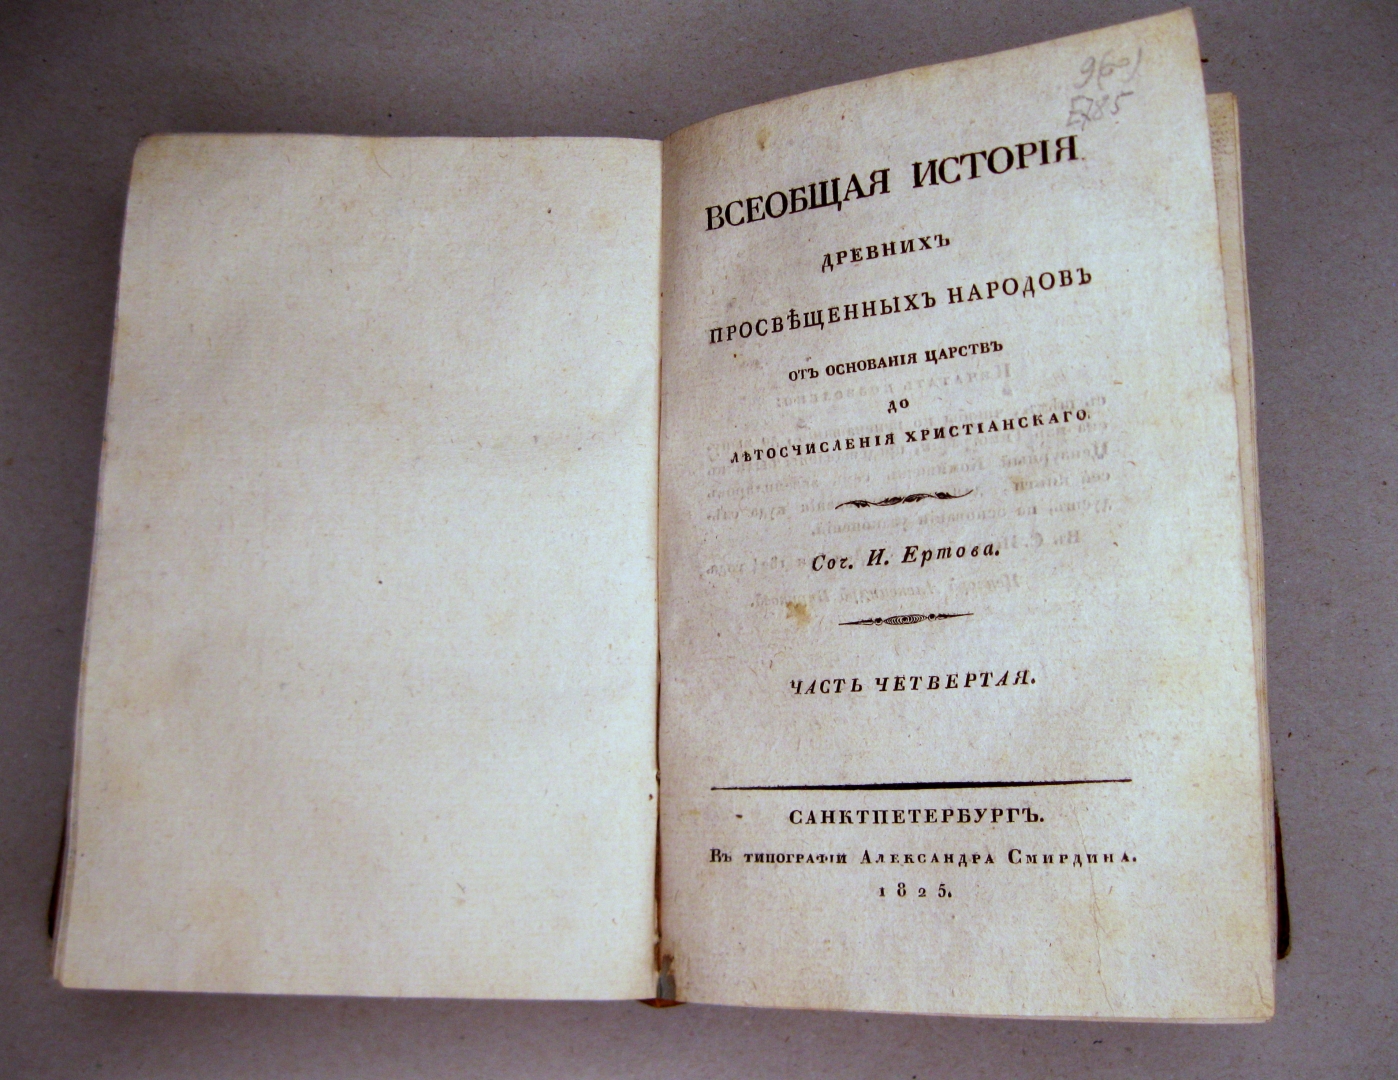 Е785
ВСЕОБЩАЯ ИСТОРІЯ
ДРЕВНИХЪ
ПРОСВѢЩЕННЫХЪ НАРОДОВЪ
ОТЪ ОСНОВАНІЯ ЦАРСТВЪ
ДО
ЛѢТОСЧИСЛЕНІЯ ХРИСТІАНСКАГО.
Соч. И. Ертова.
ЧАСТЬ ЧЕТВЕРТАЯ.
САНКТПЕТЕРБУРГЪ.
Въ типографіи Александра Смирдина.
1825.